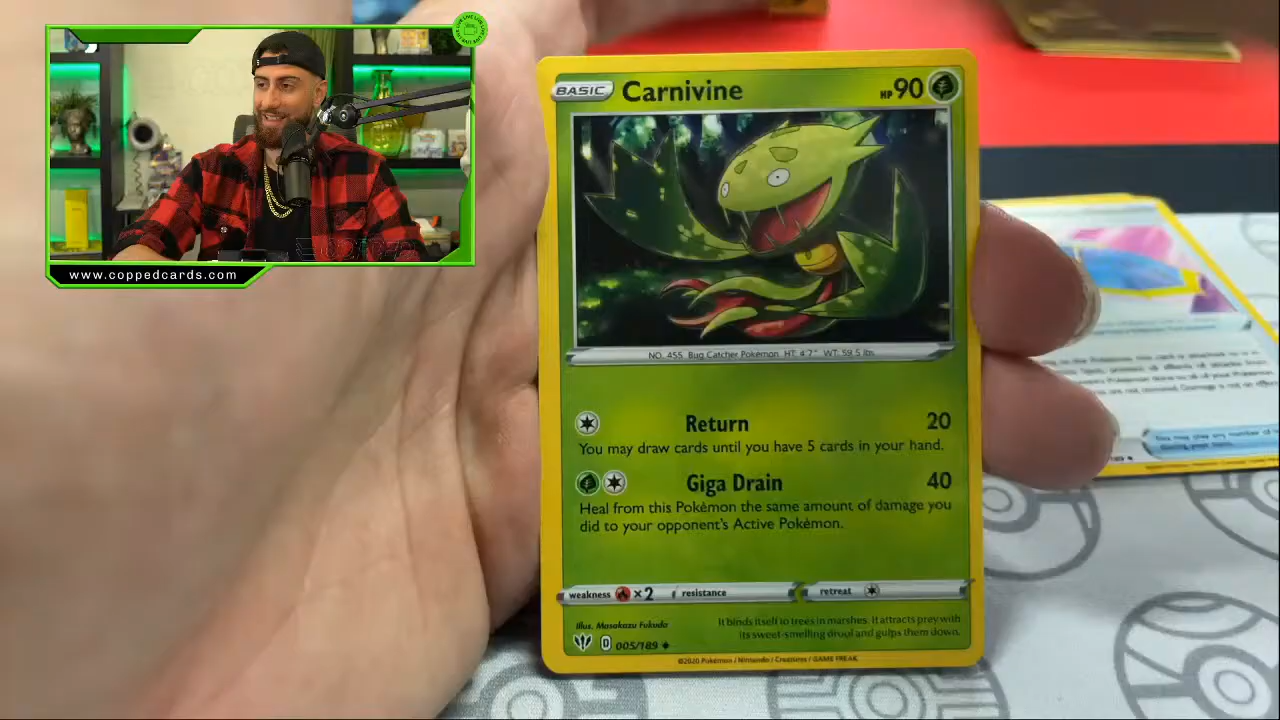 www.coppedcards.com
BASIC Carnivine HP 90
NO. 455 Bug Catcher Pokémon HT: 4'7" WT: 59.5 lbs
Return 20
You may draw cards until you have 5 cards in your hand.
Giga Drain 40
Heal from this Pokémon the same amount of damage you
did to your opponent's Active Pokémon.
weakness ×2 resistance retreat
Illus. Masakazu Fukuda
It binds itself to trees in marshes. It attracts prey with
its sweet-smelling drool and gulps them down.
D 005/189
©2020 Pokémon / Nintendo / Creatures / GAME FREAK